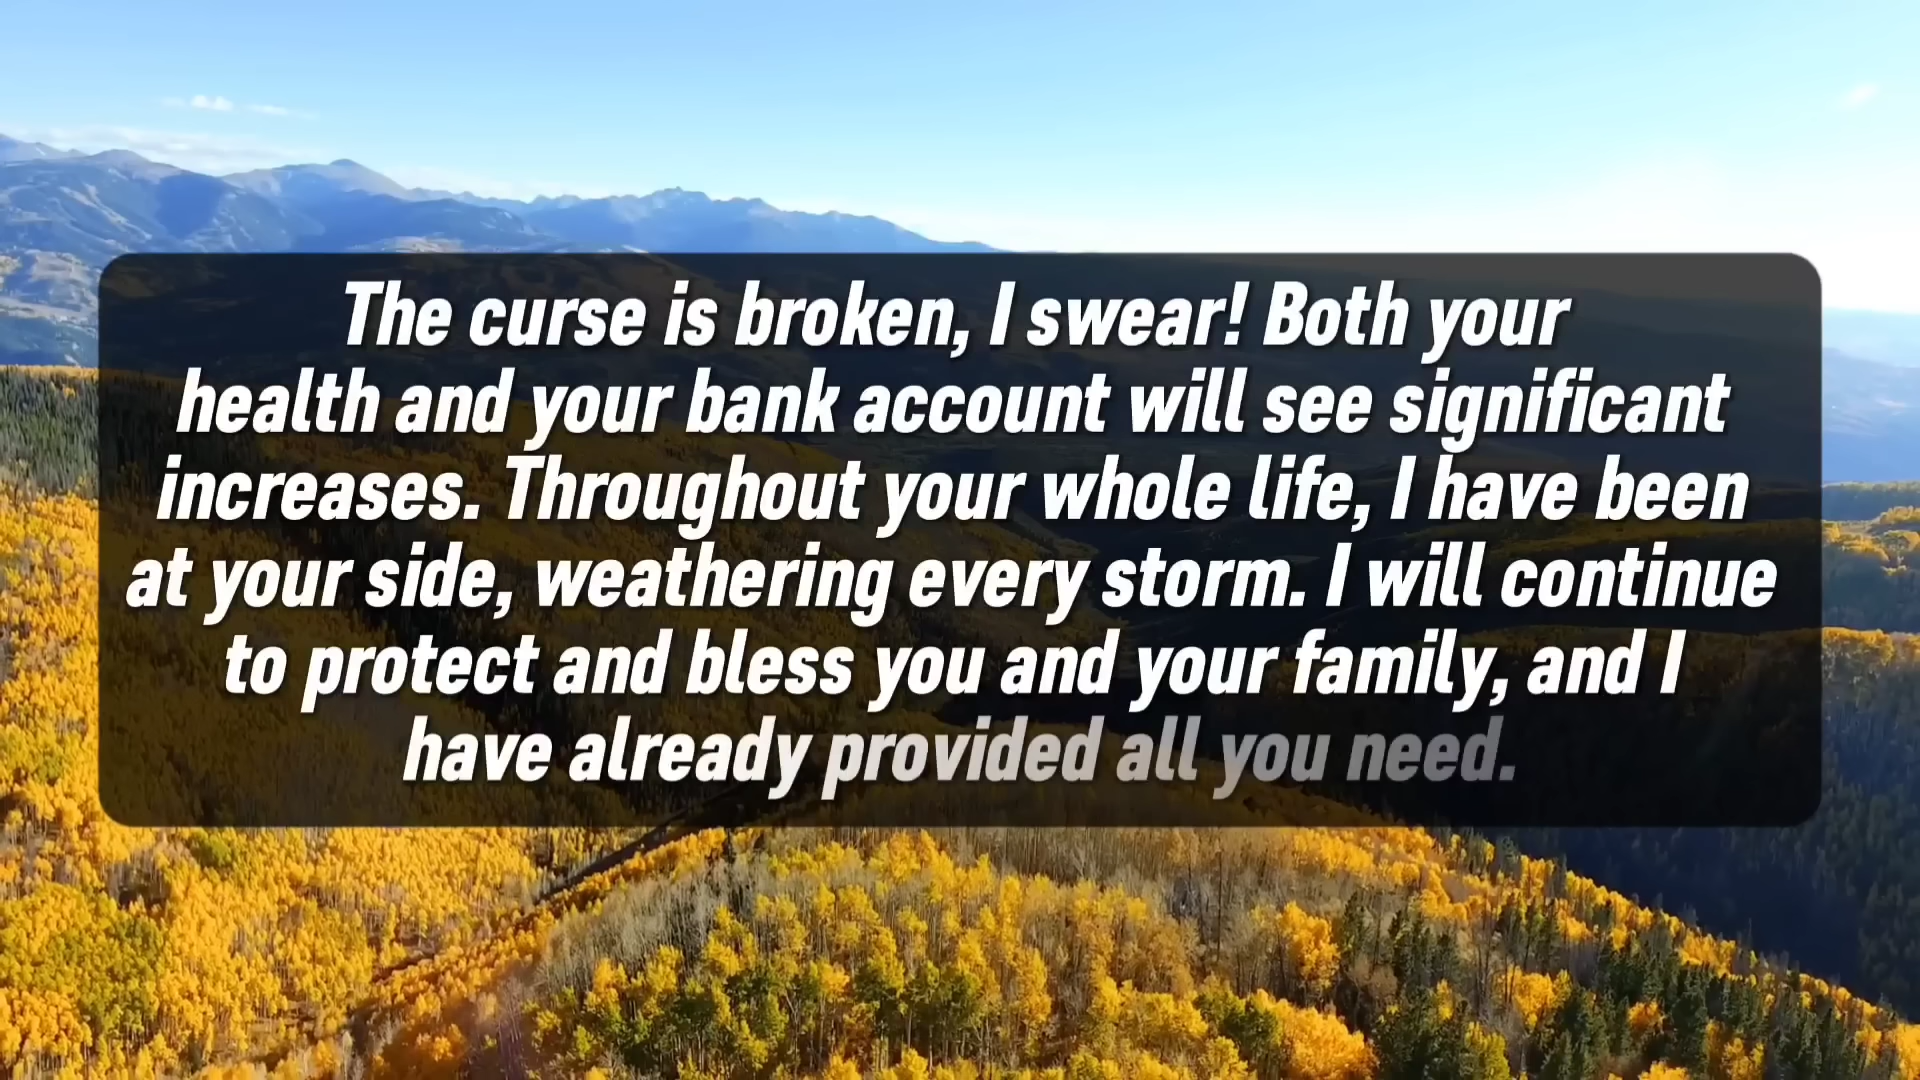 The curse is broken, I swear! Both your
health and your bank account will see significant
increases. Throughout your whole life, I have been
at your side, weathering every storm. I will continue
to protect and bless you and your family, and I
have already provided all you need.